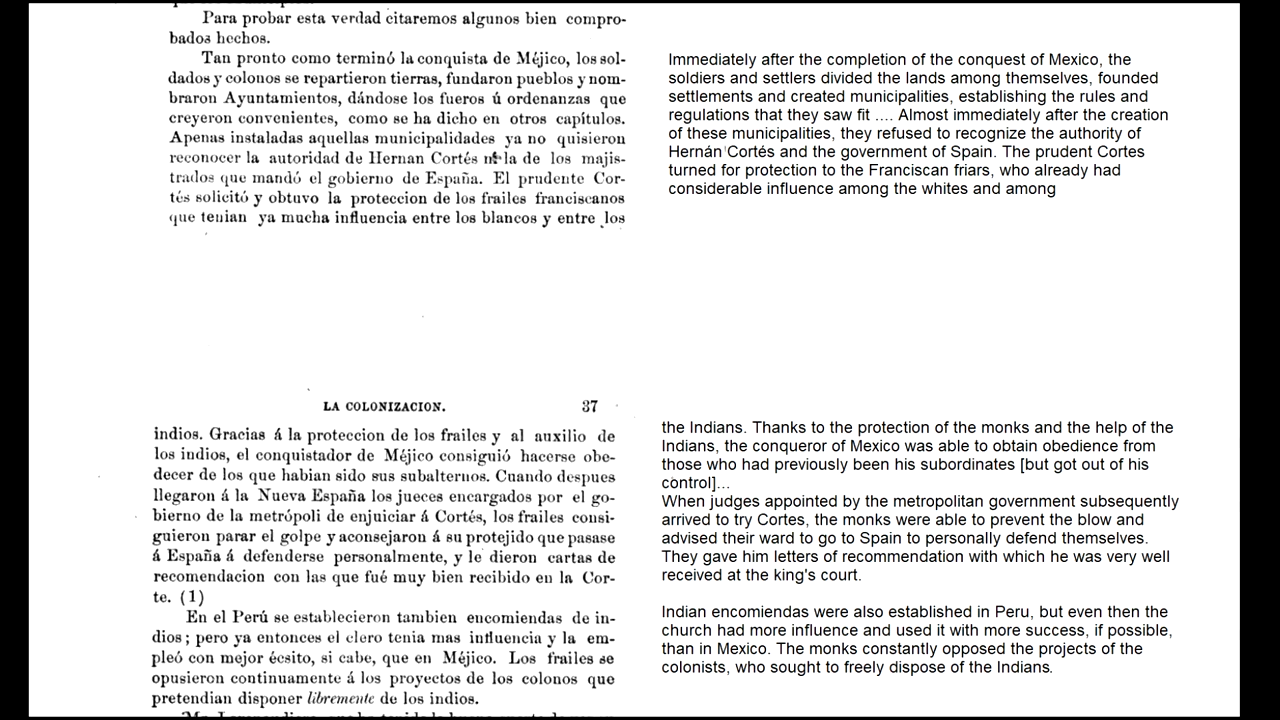 Para probar esta verdad citaremos algunos bien compro-
bados hechos.
Tan pronto como terminó la conquista de Méjico, los sol-
dados y colonos se repartieron tierras, fundaron pueblos y nom-
braron Ayuntamientos, dándose los fueros ú ordenanzas que
creyeron convenientes, como se ha dicho en otros capítulos.
Apenas instaladas aquellas municipalidades ya no quisieron
reconocer la autoridad de Hernan Cortés la de los majis-
trados que mandó el gobierno de España. El prudente Cor-
tés solicitó y obtuvo la proteccion de los frailes franciscanos
que tenian ya mucha influencia entre los blancos y entre los
Immediately after the completion of the conquest of Mexico, the
soldiers and settlers divided the lands among themselves, founded
settlements and created municipalities, establishing the rules and
regulations that they saw fit .... Almost immediately after the creation
of these municipalities, they refused to recognize the authority of
Hernán Cortés and the government of Spain. The prudent Cortes
turned for protection to the Franciscan friars, who already had
considerable influence among the whites and among
LA COLONIZACION. 37
indios. Gracias á la proteccion de los frailes y al auxilio de
los indios, el conquistador de Méjico consiguió hacerse obe-
decer de los que habian sido sus subalternos. Cuando despues
llegaron á la Nueva España los jueces encargados por el go-
bierno de la metrópoli de enjuiciar á Cortés, los frailes consi-
guieron parar el golpe y aconsejaron á su protejido que pasase
á España á defenderse personalmente, y le dieron cartas de
recomendacion con las que fué muy bien recibido en la Cor-
te. (1)
En el Perú se establecieron tambien encomiendas de in-
dios; pero ya entonces el clero tenia mas influencia y la em-
pleó con mejor écsito, si cabe, que en Méjico. Los frailes se
opusieron continuamente á los proyectos de los colonos que
pretendian disponer libremente de los indios.
the Indians. Thanks to the protection of the monks and the help of the
Indians, the conqueror of Mexico was able to obtain obedience from
those who had previously been his subordinates [but got out of his
control]...
When judges appointed by the metropolitan government subsequently
arrived to try Cortes, the monks were able to prevent the blow and
advised their ward to go to Spain to personally defend themselves.
They gave him letters of recommendation with which he was very well
received at the king's court.
Indian encomiendas were also established in Peru, but even then the
church had more influence and used it with more success, if possible,
than in Mexico. The monks constantly opposed the projects of the
colonists, who sought to freely dispose of the Indians.